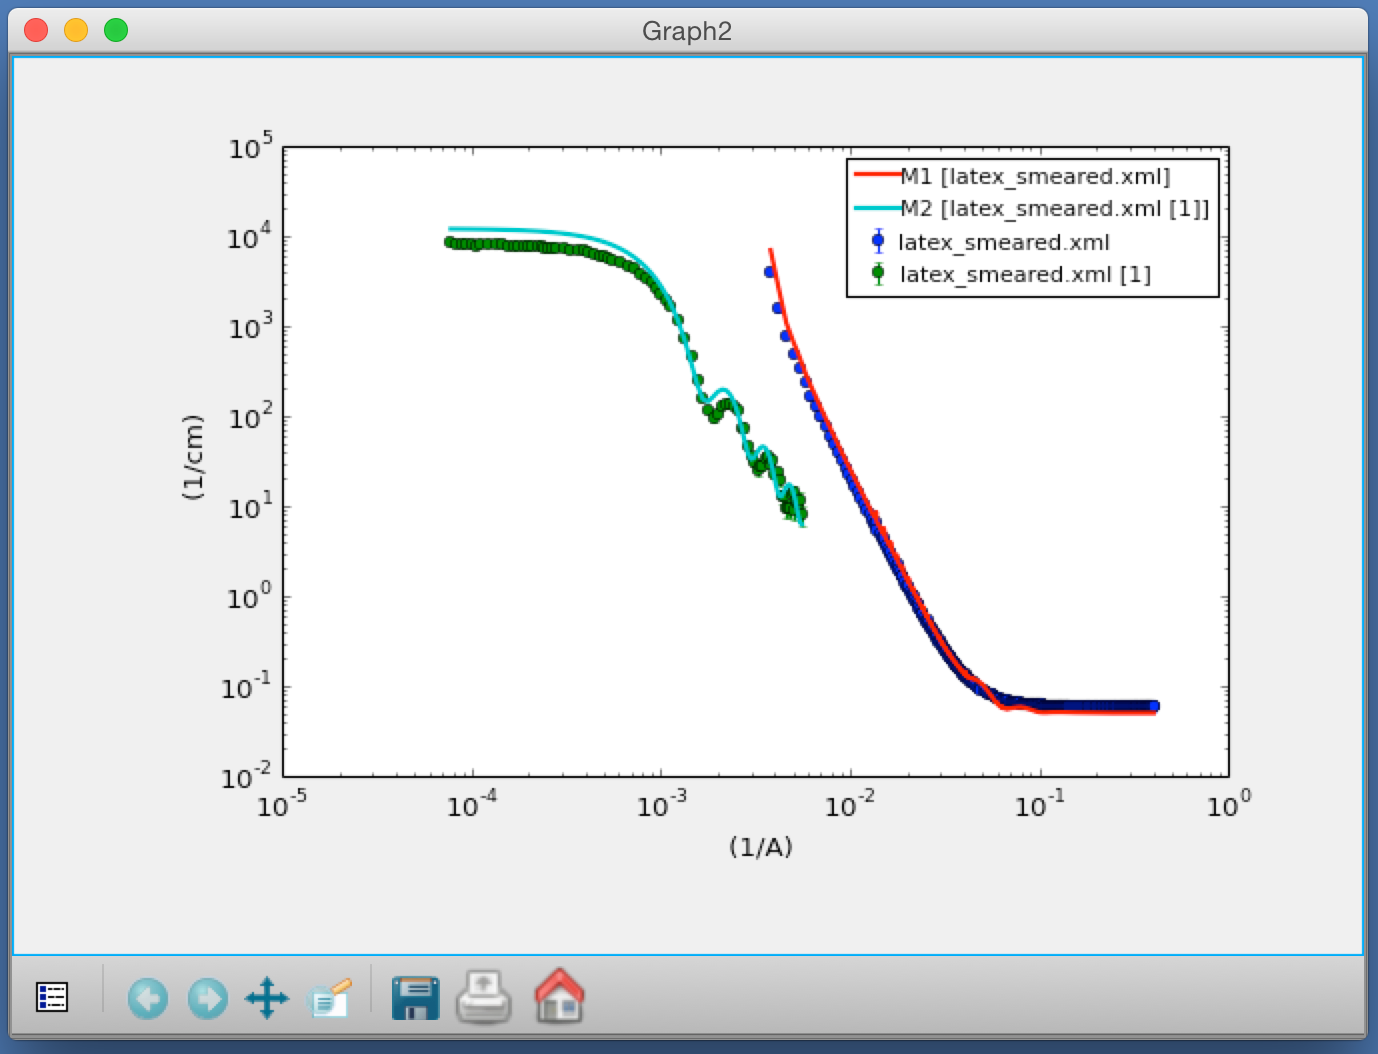 Graph2
10^5
10^4
10^3
10^2
10^1
10^0
10^-1
10^-2
(1/cm)
M1 [latex_smeared.xml]
M2 [latex_smeared.xml [1]]
latex_smeared.xml
latex_smeared.xml [1]
10^-5 10^-4 10^-3 10^-2 10^-1 10^0
(1/A)